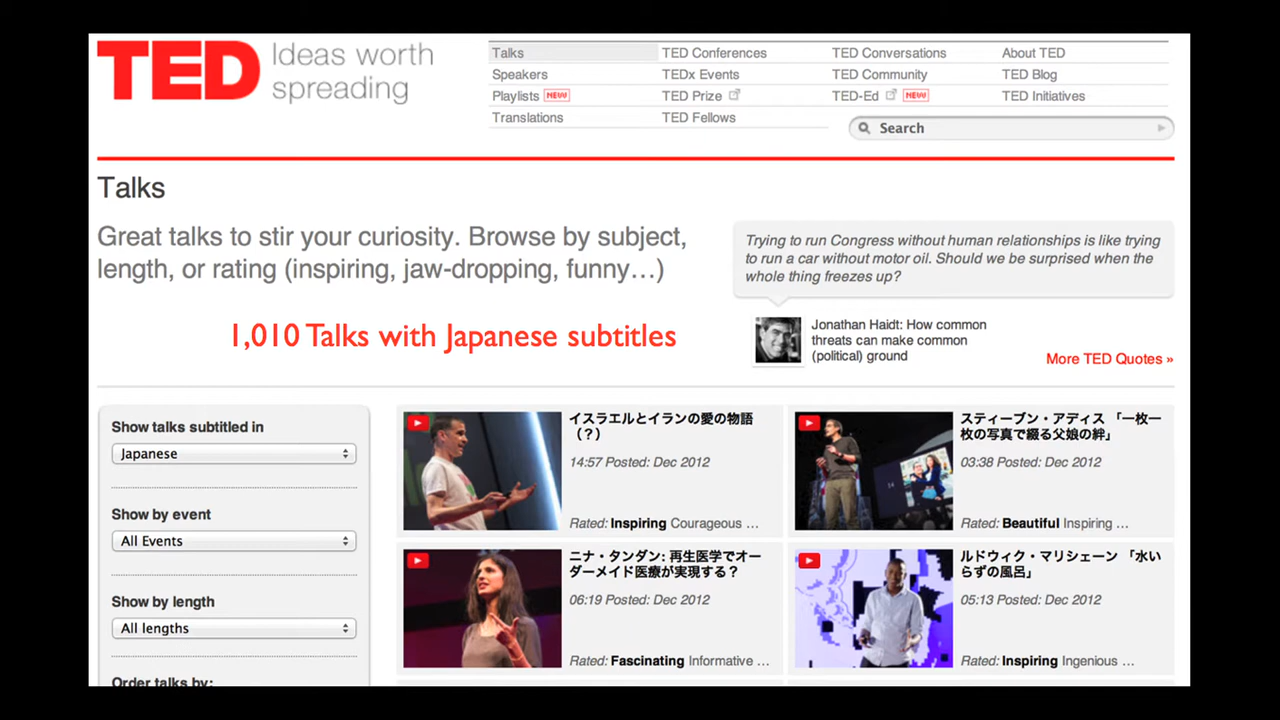 TED Ideas worth
spreading
Talks TED Conferences TED Conversations About TED
Speakers TEDx Events TED Community TED Blog
Playlists NEW TED Prize TED-Ed NEW TED Initiatives
Translations TED Fellows
Search
Talks
Great talks to stir your curiosity. Browse by subject,
length, or rating (inspiring, jaw-dropping, funny…)
1,010 Talks with Japanese subtitles
Trying to run Congress without human relationships is like trying
to run a car without motor oil. Should we be surprised when the
whole thing freezes up?
Jonathan Haidt: How common
threats can make common
(political) ground
More TED Quotes »
Show talks subtitled in
Japanese
Show by event
All Events
Show by length
All lengths
Order talks by:
イスラエルとイランの愛の物語
（？）
14:57 Posted: Dec 2012
Rated: Inspiring Courageous …
スティーブン・アディス 「一枚一
枚の写真で綴る父娘の絆」
03:38 Posted: Dec 2012
Rated: Beautiful Inspiring …
ニナ・タンダン: 再生医学でオー
ダーメイド医療が実現する？
06:19 Posted: Dec 2012
Rated: Fascinating Informative …
ルドウィク・マリシェーン 「水い
らずの風呂」
05:13 Posted: Dec 2012
Rated: Inspiring Ingenious …